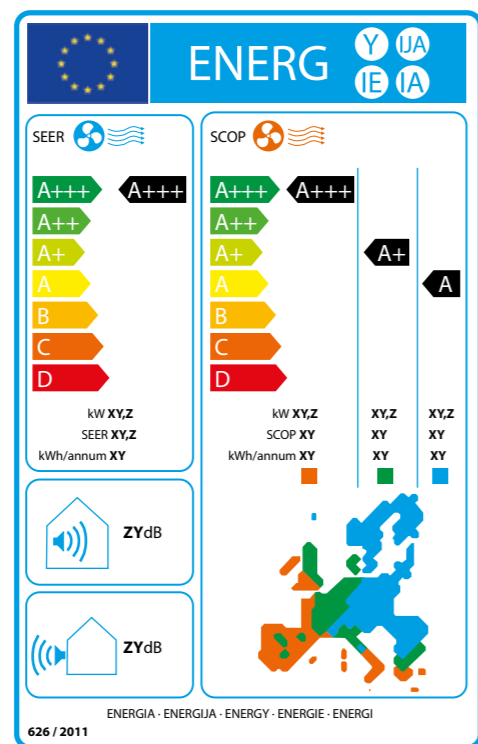 ENERG Y IJA
IE IA
SEER
A+++ A+++
A++
A+
A
B
C
D
kW XY,Z
SEER XY,Z
kWh/annum XY
SCOP
A+++ A+++
A++
A+ A+
A A
B
C
D
kW XY,Z XY,Z XY,Z
SCOP XY XY XY
kWh/annum XY XY XY
ZYdB
ZYdB
ENERGIA · ENERGIJA · ENERGY · ENERGIE · ENERGI
626 / 2011